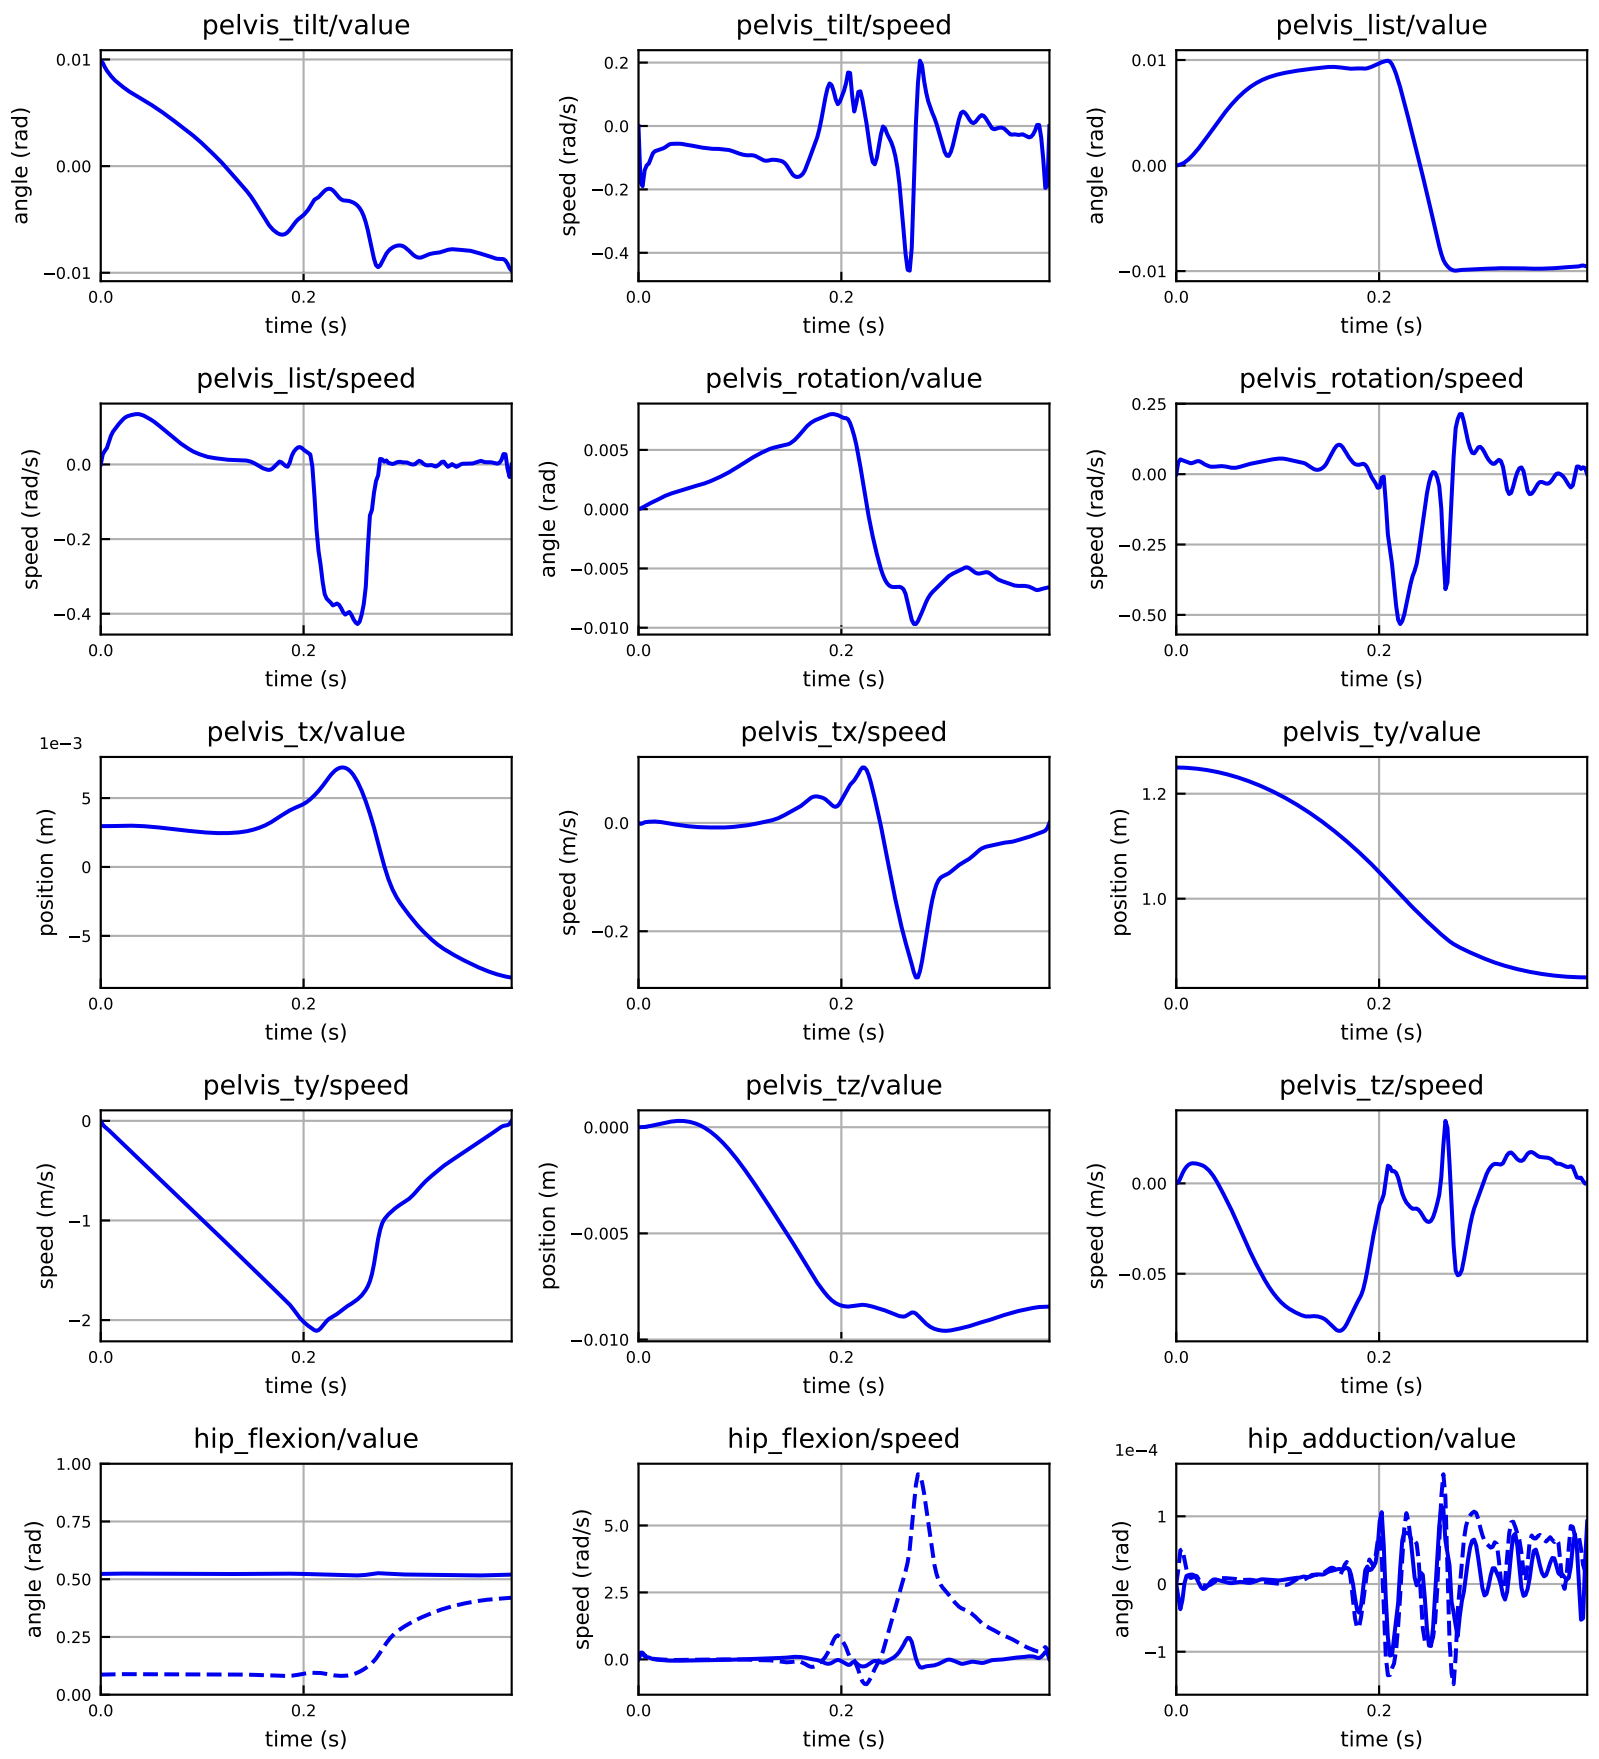 pelvis_tilt/value
angle (rad)
0.01
0.00
−0.01
0.0
0.2
time (s)
pelvis_tilt/speed
speed (rad/s)
0.2
0.0
−0.2
−0.4
0.0
0.2
time (s)
pelvis_list/value
angle (rad)
0.01
0.00
−0.01
0.0
0.2
time (s)
pelvis_list/speed
speed (rad/s)
0.0
−0.2
−0.4
0.0
0.2
time (s)
pelvis_rotation/value
angle (rad)
0.005
0.000
−0.005
−0.010
0.0
0.2
time (s)
pelvis_rotation/speed
speed (rad/s)
0.25
0.00
−0.25
−0.50
0.0
0.2
time (s)
pelvis_tx/value
1e−3
position (m)
5
0
−5
0.0
0.2
time (s)
pelvis_tx/speed
speed (m/s)
0.0
−0.2
0.0
0.2
time (s)
pelvis_ty/value
position (m)
1.2
1.0
0.0
0.2
time (s)
pelvis_ty/speed
speed (m/s)
0
−1
−2
0.0
0.2
time (s)
pelvis_tz/value
position (m)
0.000
−0.005
−0.010
0.0
0.2
time (s)
pelvis_tz/speed
speed (m/s)
0.00
−0.05
0.0
0.2
time (s)
hip_flexion/value
angle (rad)
1.00
0.75
0.50
0.25
0.00
0.0
0.2
time (s)
hip_flexion/speed
speed (rad/s)
5.0
2.5
0.0
0.0
0.2
time (s)
hip_adduction/value
1e−4
angle (rad)
1
0
−1
0.0
0.2
time (s)